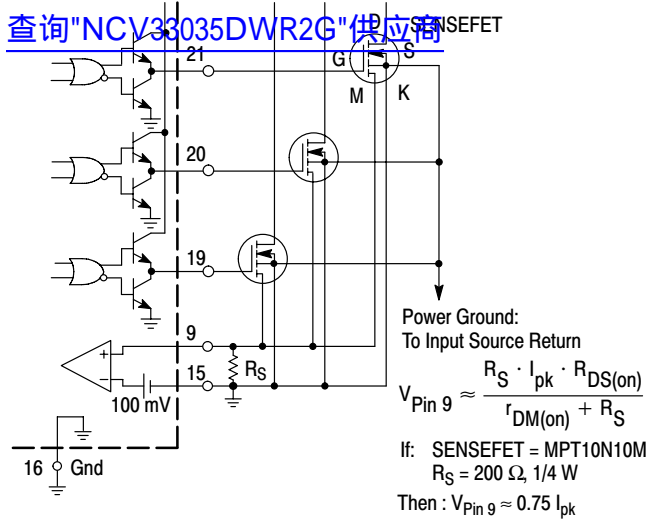 查询"NCV33035DWR2G"供应商
D SENSEFET
21
G
S
M
K
20
19
9
R_S
15
100 mV
16 Gnd
Power Ground:
To Input Source Return
V_Pin 9 ≈ (R_S · I_pk · R_DS(on)) / (r_DM(on) + R_S)
If: SENSEFET = MPT10N10M
R_S = 200 Ω, 1/4 W
Then : V_Pin 9 ≈ 0.75 I_pk